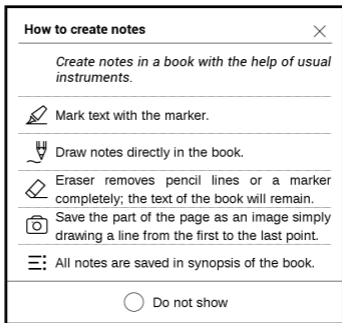 How to create notes
Create notes in a book with the help of usual
instruments.
Mark text with the marker.
Draw notes directly in the book.
Eraser removes pencil lines or a marker
completely; the text of the book will remain.
Save the part of the page as an image simply
drawing a line from the first to the last point.
All notes are saved in synopsis of the book.
Do not show